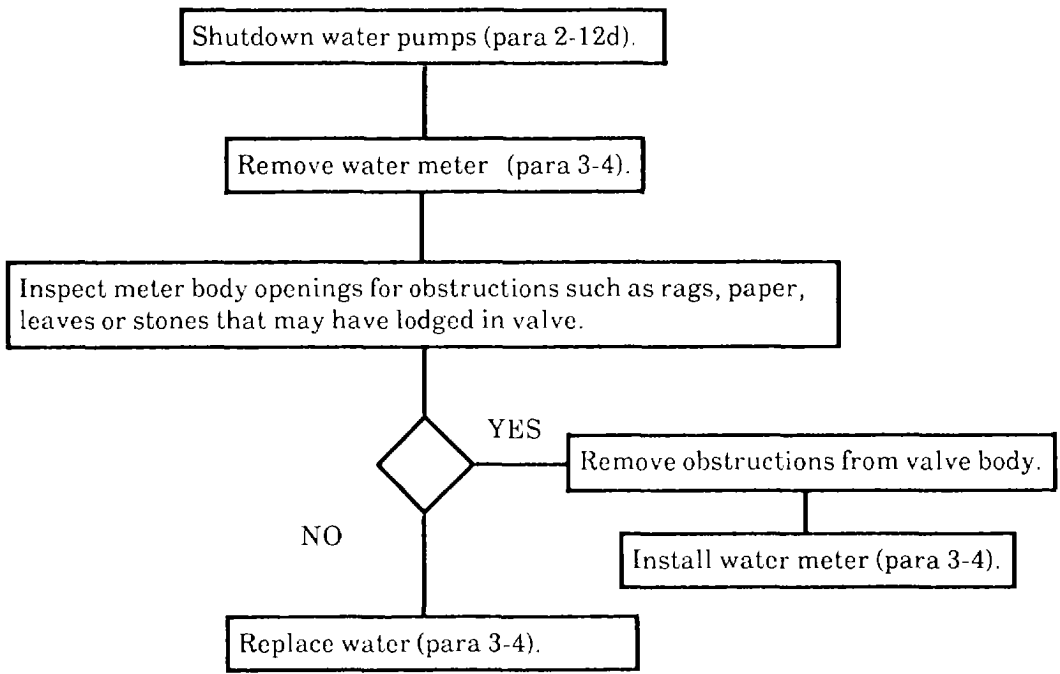 Shutdown water pumps (para 2-12d).
Remove water meter (para 3-4).
Inspect meter body openings for obstructions such as rags, paper,
leaves or stones that may have lodged in valve.
YES
Remove obstructions from valve body.
NO
Install water meter (para 3-4).
Replace water (para 3-4).